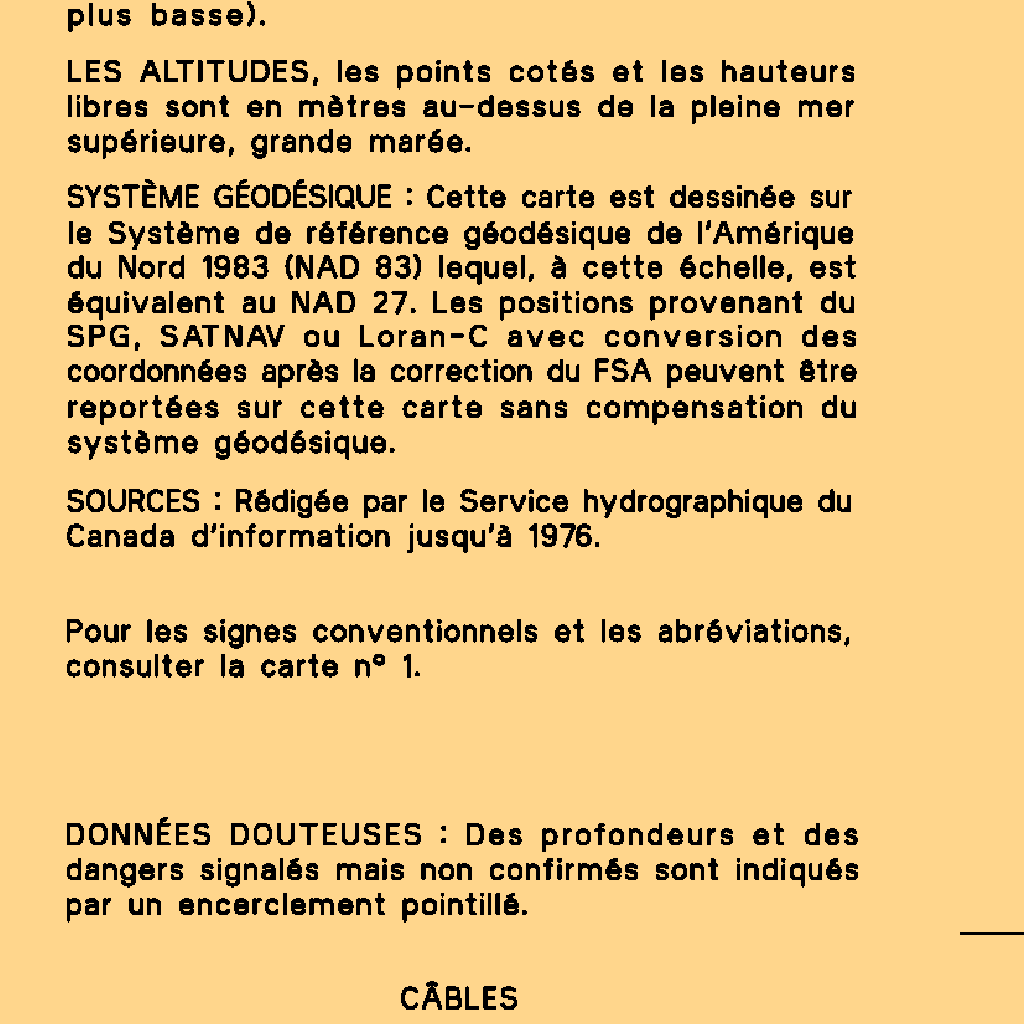 plus basse).
LES ALTITUDES, les points cotés et les hauteurs
libres sont en mètres au-dessus de la pleine mer
supérieure, grande marée.
SYSTÈME GÉODÉSIQUE : Cette carte est dessinée sur
le Système de référence géodésique de l'Amérique
du Nord 1983 (NAD 83) lequel, à cette échelle, est
équivalent au NAD 27. Les positions provenant du
SPG, SATNAV ou Loran-C avec conversion des
coordonnées après la correction du FSA peuvent être
reportées sur cette carte sans compensation du
système géodésique.
SOURCES : Rédigée par le Service hydrographique du
Canada d'information jusqu'à 1976.
Pour les signes conventionnels et les abréviations,
consulter la carte nº 1.
DONNÉES DOUTEUSES : Des profondeurs et des
dangers signalés mais non confirmés sont indiqués
par un encerclement pointillé.
CÂBLES